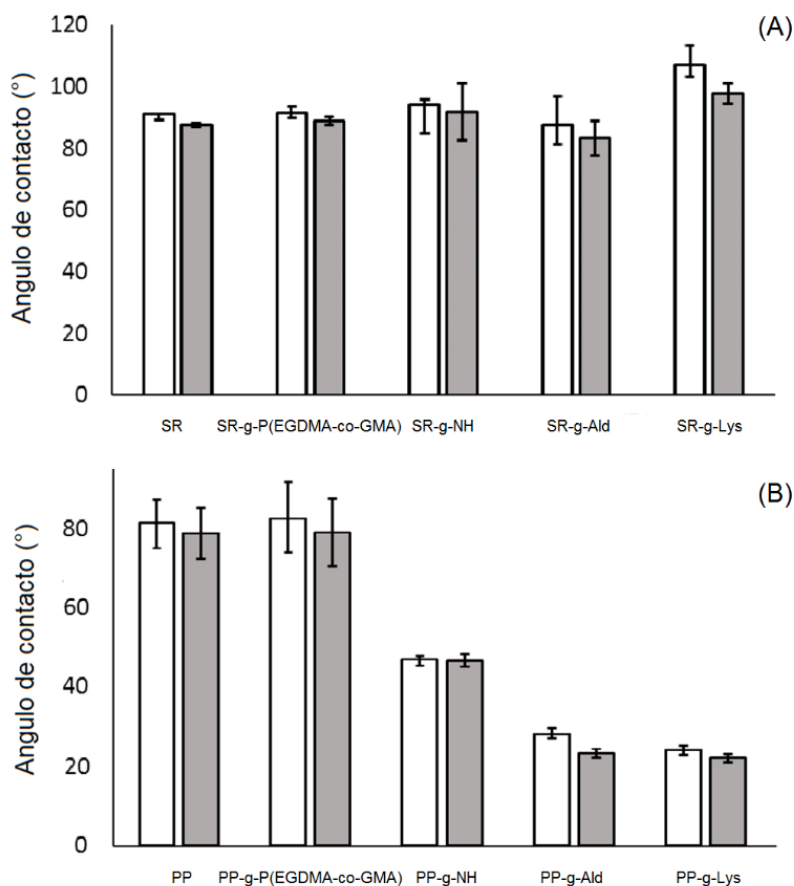 (A)
Angulo de contacto (°)
120
100
80
60
40
20
0
SR SR-g-P(EGDMA-co-GMA) SR-g-NH SR-g-Ald SR-g-Lys
(B)
Angulo de contacto (°)
80
60
40
20
0
PP PP-g-P(EGDMA-co-GMA) PP-g-NH PP-g-Ald PP-g-Lys